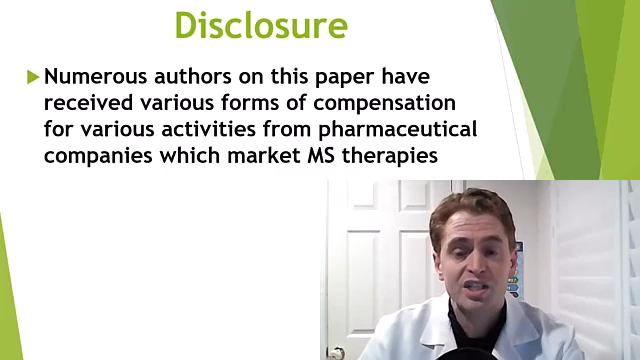 Disclosure
Numerous authors on this paper have
received various forms of compensation
for various activities from pharmaceutical
companies which market MS therapies